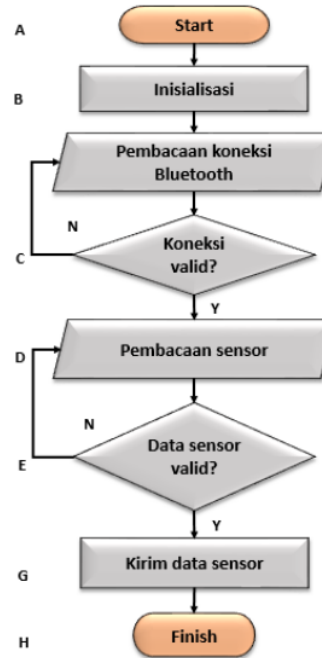 A
Start
B
Inisialisasi
Pembacaan koneksi
Bluetooth
N
C
Koneksi
valid?
Y
D
Pembacaan sensor
N
E
Data sensor
valid?
Y
G
Kirim data sensor
H
Finish